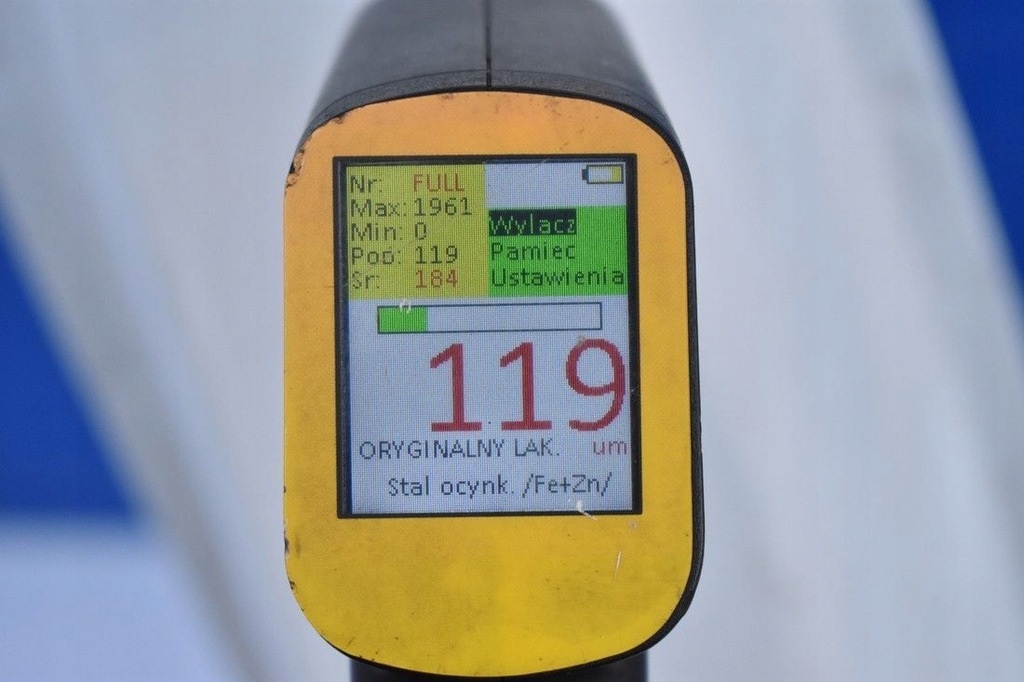 Nr: FULL
Max: 1961
Min: 0
Pod: 119
Sr: 184
Wylacz
Pamiec
Ustawienia
119
ORYGINALNY LAK. um
Stal ocynk. /Fe+Zn/